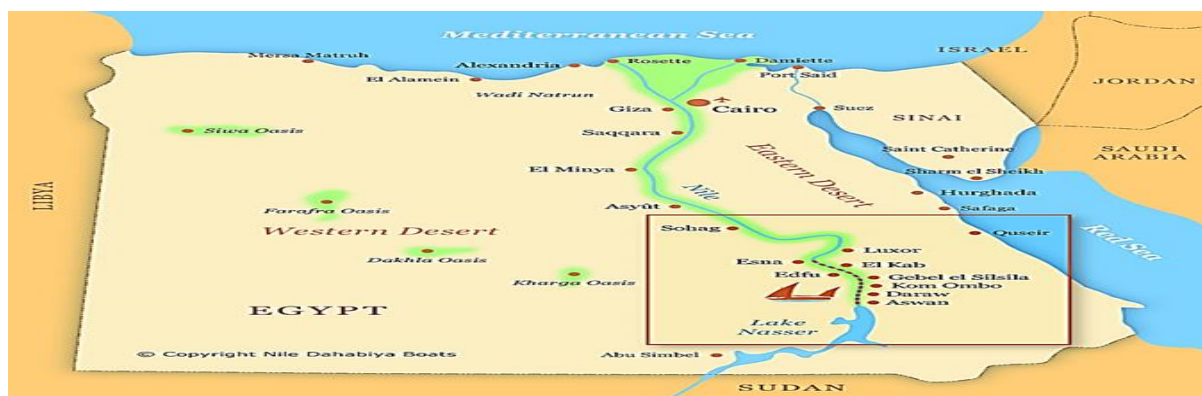 Mediterranean Sea
ISRAEL
JORDAN
SAUDI
ARABIA
LIBYA
Mersa Matruh
El Alamein
Alexandria
Rosette
Damiette
Port Said
Wadi Natrun
Giza
Cairo
Suez
SINAI
Siwa Oasis
Saqqara
Saint Catherine
Sharm el Sheikh
El Minya
Eastern Desert
Nile
Hurghada
Farafra Oasis
Asyût
Safaga
Western Desert
Sohag
Quseir
Red Sea
Dakhla Oasis
Luxor
Esna
El Kab
Kharga Oasis
Edfu
Gebel el Silsila
Kom Ombo
Daraw
Aswan
EGYPT
Lake
Nasser
© Copyright Nile Dahabiya Boats
Abu Simbel
SUDAN